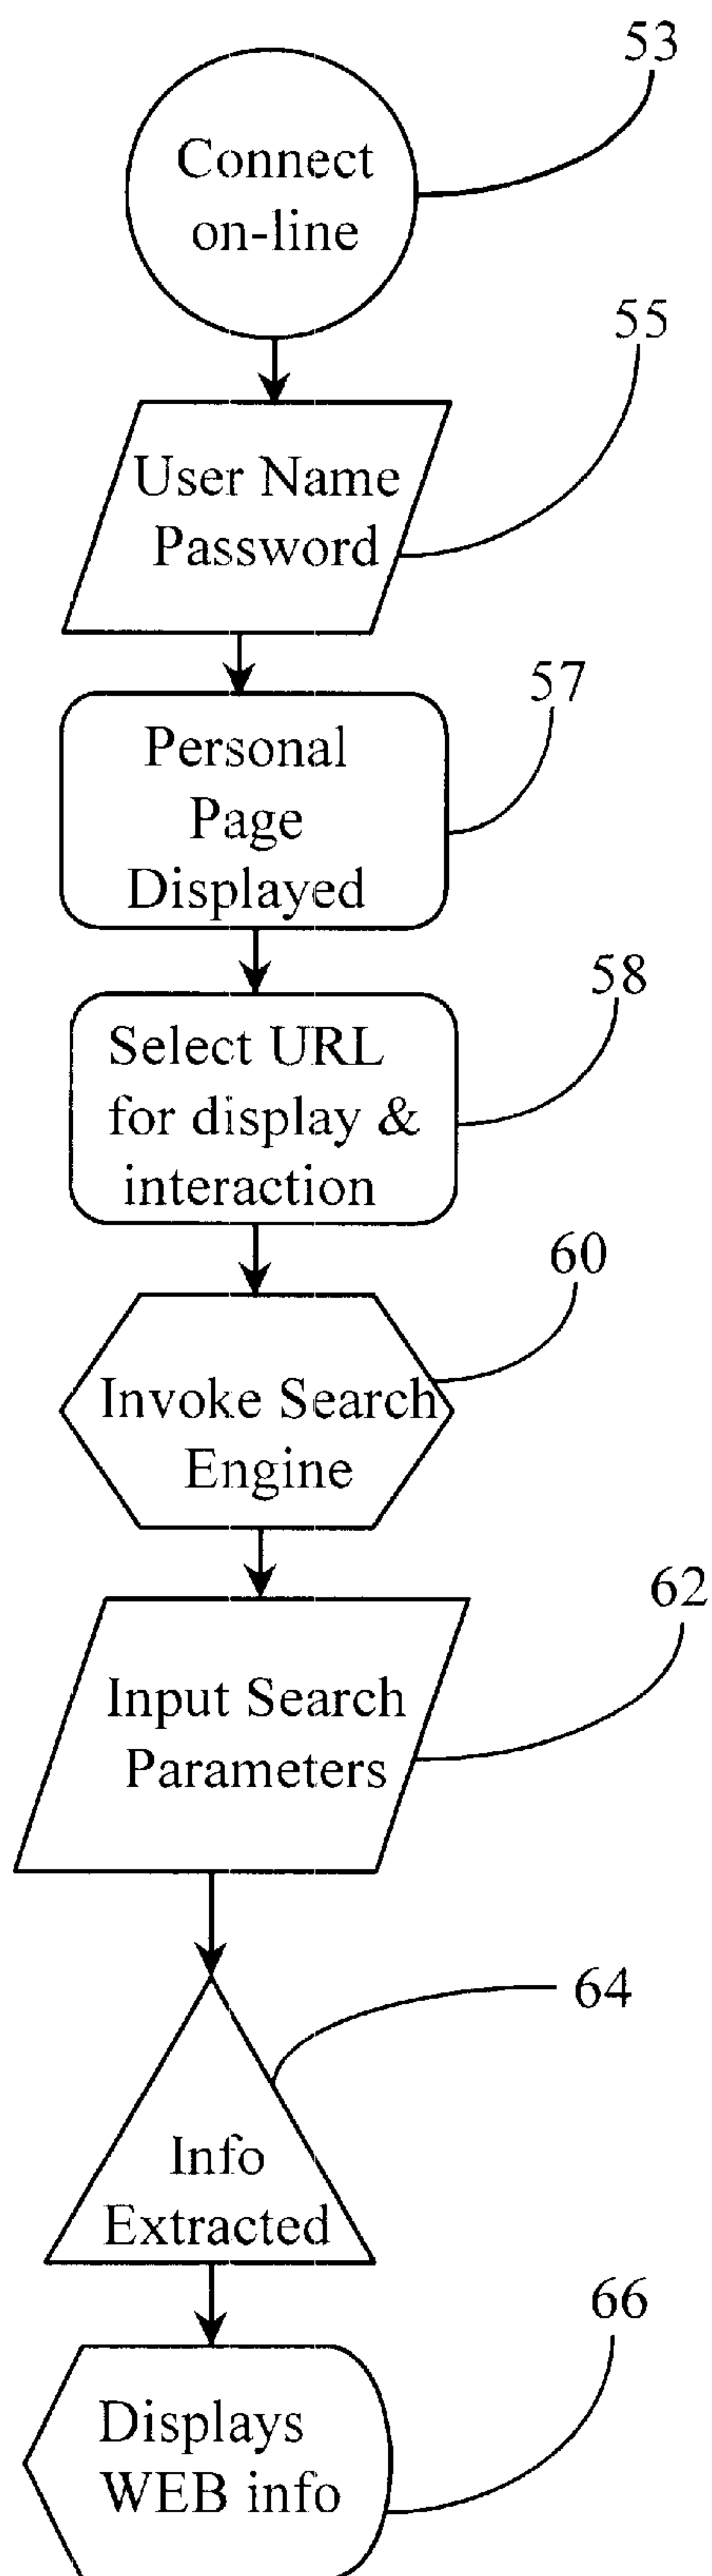 53
Connect
on-line
55
User Name
Password
57
Personal
Page
Displayed
58
Select URL
for display &
interaction
60
Invoke Search
Engine
62
Input Search
Parameters
64
Info
Extracted
66
Displays
WEB info